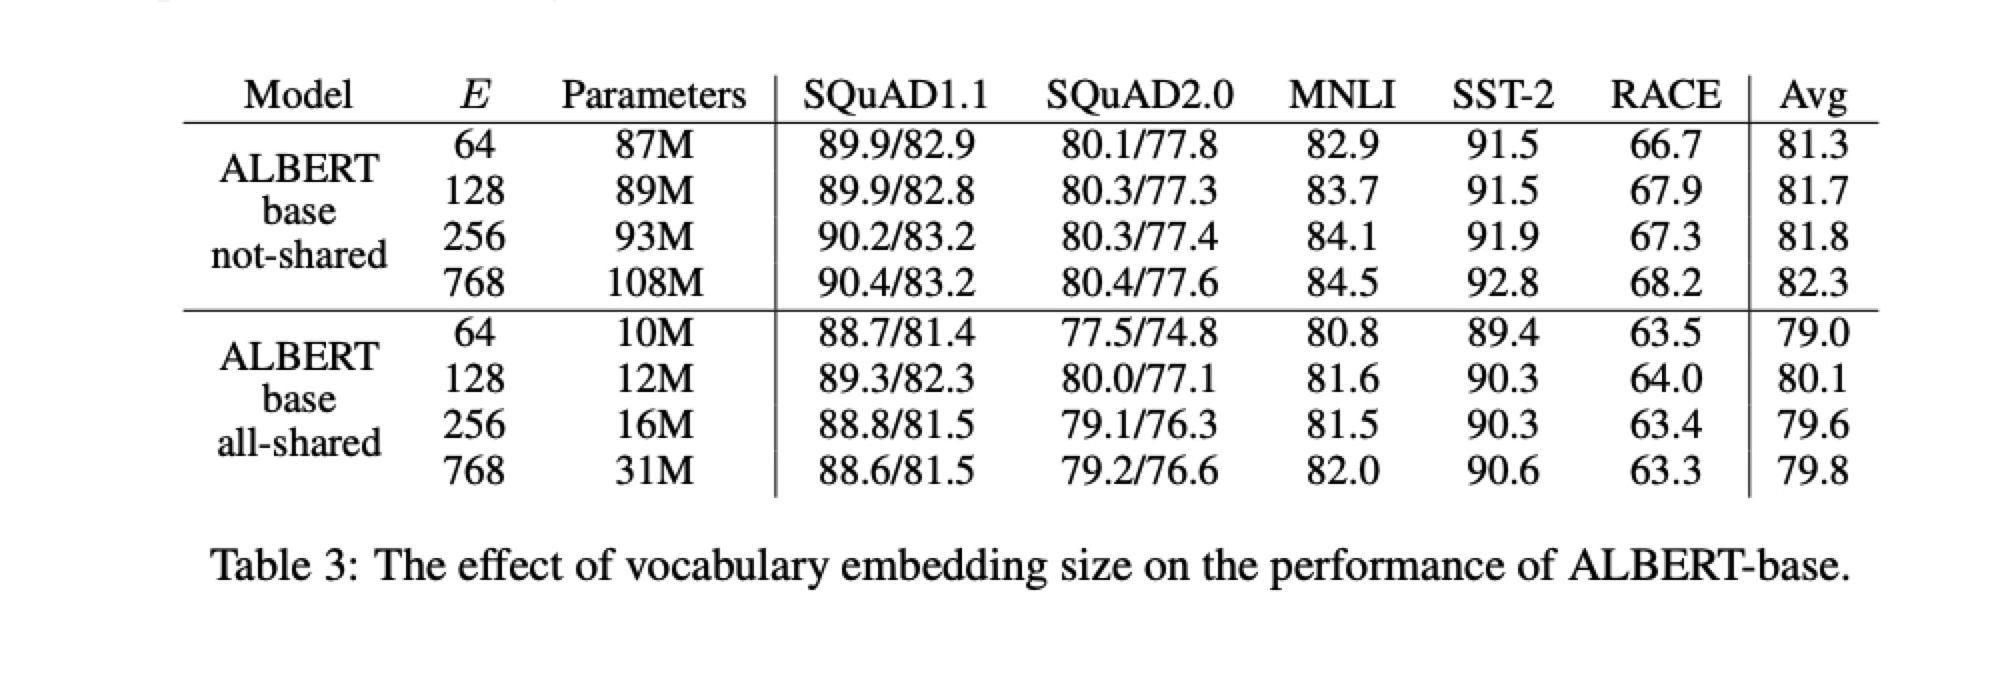 Model E Parameters SQuAD1.1 SQuAD2.0 MNLI SST-2 RACE Avg
ALBERT base not-shared 64 87M 89.9/82.9 80.1/77.8 82.9 91.5 66.7 81.3
128 89M 89.9/82.8 80.3/77.3 83.7 91.5 67.9 81.7
256 93M 90.2/83.2 80.3/77.4 84.1 91.9 67.3 81.8
768 108M 90.4/83.2 80.4/77.6 84.5 92.8 68.2 82.3
ALBERT base all-shared 64 10M 88.7/81.4 77.5/74.8 80.8 89.4 63.5 79.0
128 12M 89.3/82.3 80.0/77.1 81.6 90.3 64.0 80.1
256 16M 88.8/81.5 79.1/76.3 81.5 90.3 63.4 79.6
768 31M 88.6/81.5 79.2/76.6 82.0 90.6 63.3 79.8
Table 3: The effect of vocabulary embedding size on the performance of ALBERT-base.